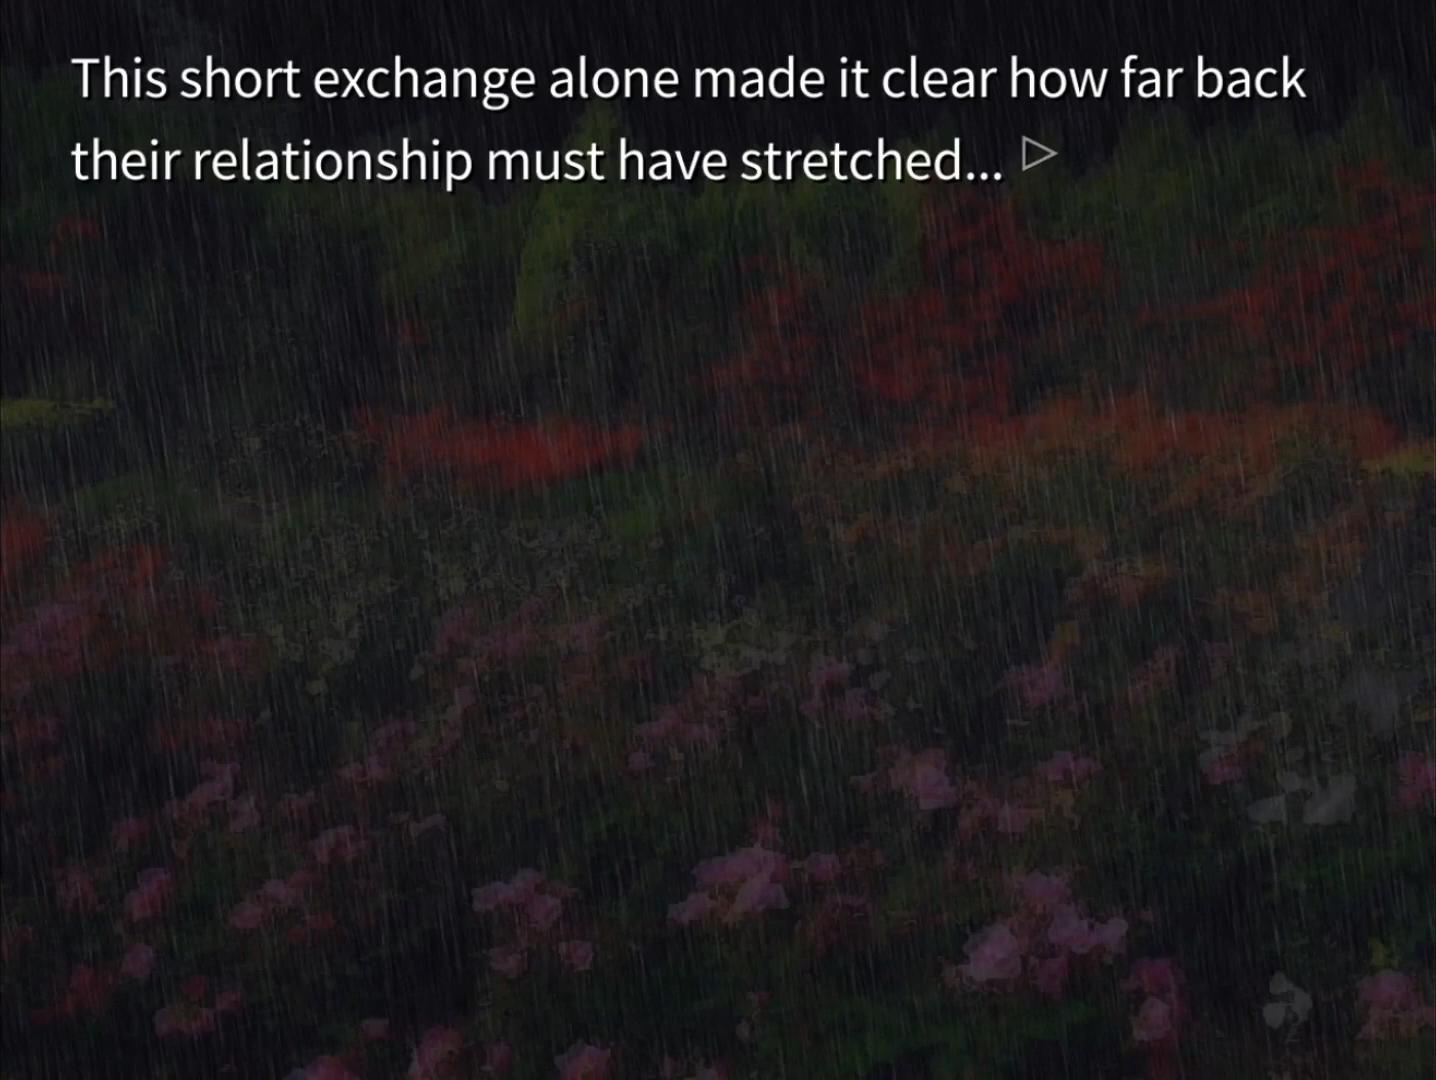 This short exchange alone made it clear how far back
their relationship must have stretched...